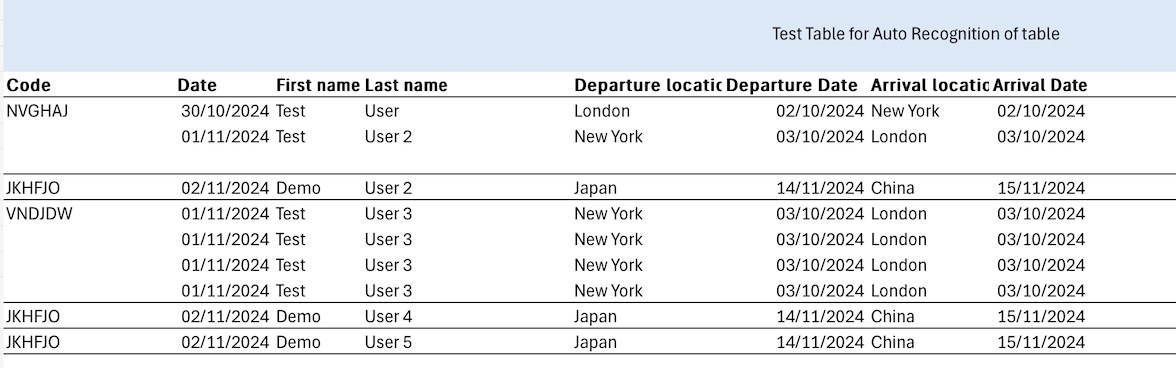 Test Table for Auto Recognition of table
Code Date First name Last name Departure locatic Departure Date Arrival locatic Arrival Date
NVGHAJ 30/10/2024 Test User London 02/10/2024 New York 02/10/2024
01/11/2024 Test User 2 New York 03/10/2024 London 03/10/2024
JKHFJO 02/11/2024 Demo User 2 Japan 14/11/2024 China 15/11/2024
VNDJDW 01/11/2024 Test User 3 New York 03/10/2024 London 03/10/2024
01/11/2024 Test User 3 New York 03/10/2024 London 03/10/2024
01/11/2024 Test User 3 New York 03/10/2024 London 03/10/2024
01/11/2024 Test User 3 New York 03/10/2024 London 03/10/2024
JKHFJO 02/11/2024 Demo User 4 Japan 14/11/2024 China 15/11/2024
JKHFJO 02/11/2024 Demo User 5 Japan 14/11/2024 China 15/11/2024